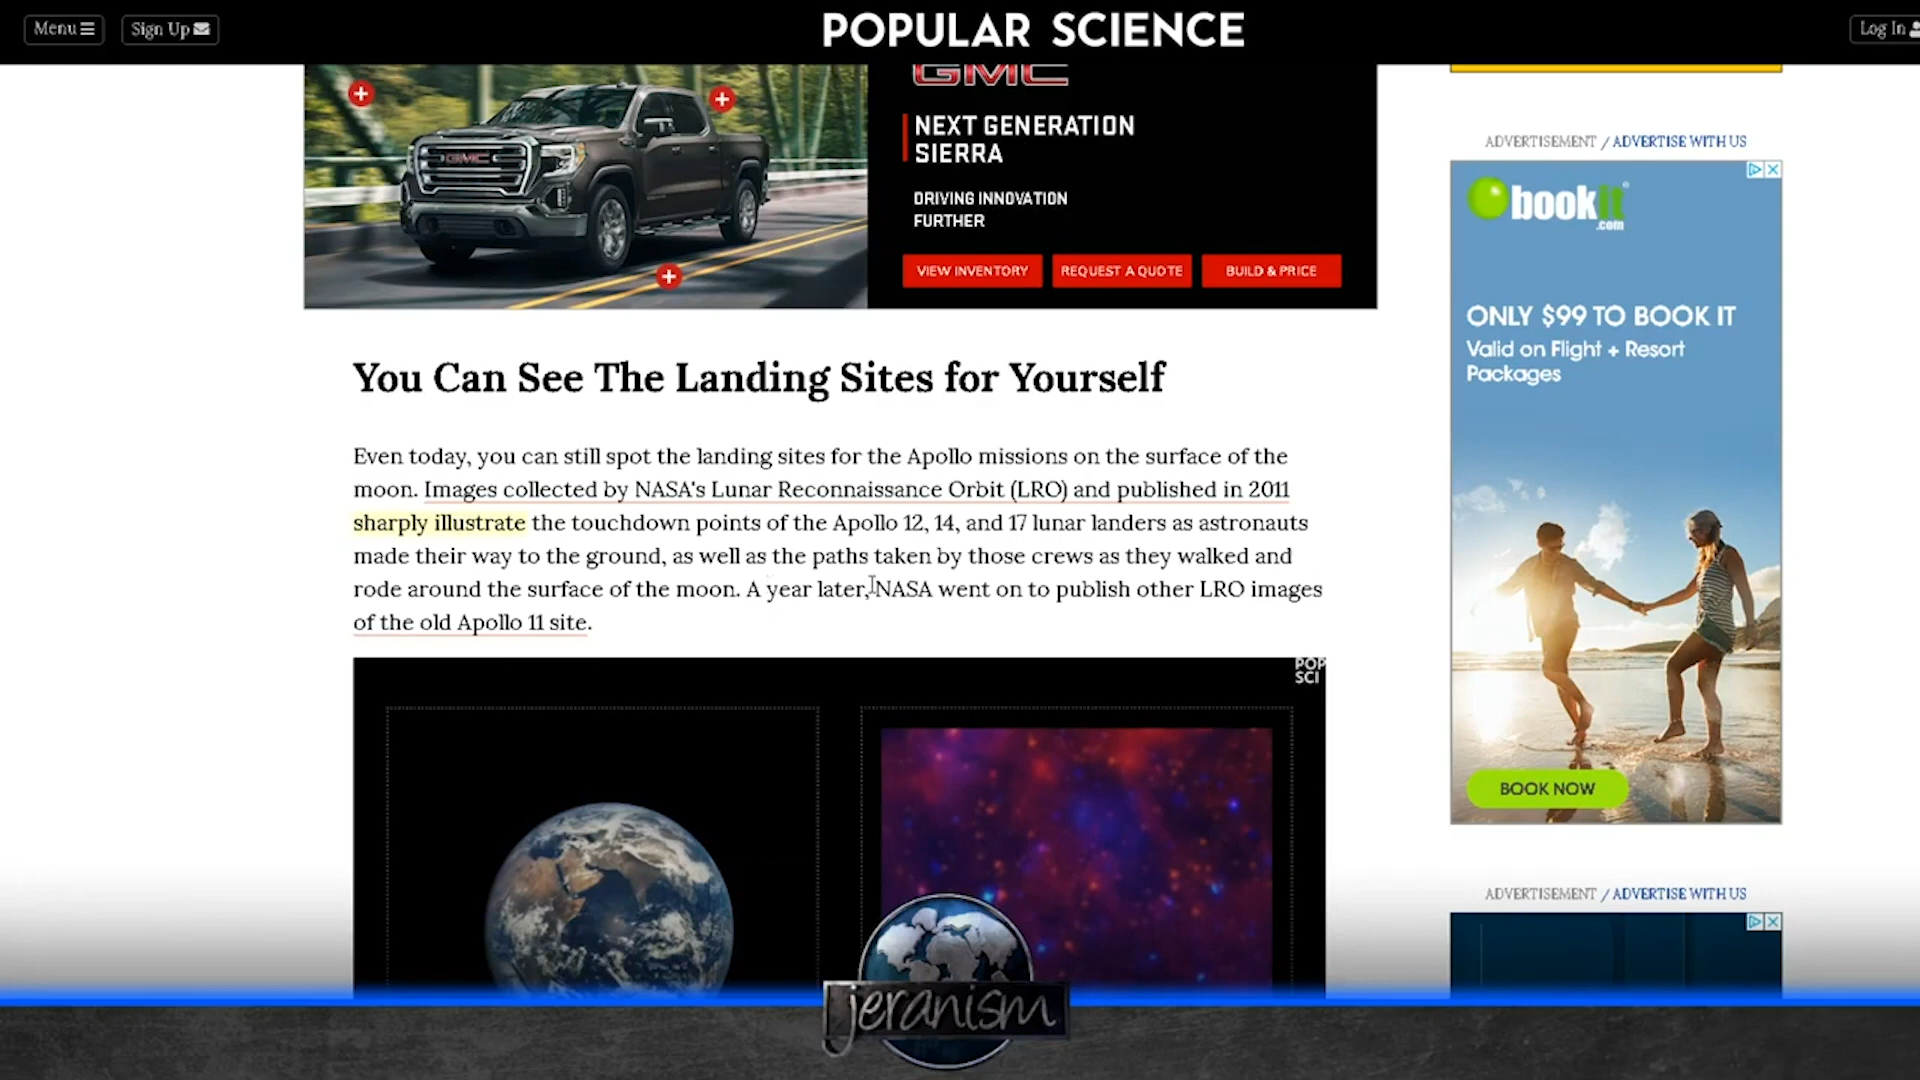 Menu
Sign Up
POPULAR SCIENCE
Log In
GMC
GMC
NEXT GENERATION
SIERRA
DRIVING INNOVATION
FURTHER
VIEW INVENTORY
REQUEST A QUOTE
BUILD & PRICE
ADVERTISEMENT / ADVERTISE WITH US
bookit
.com
ONLY $99 TO BOOK IT
Valid on Flight + Resort
Packages
BOOK NOW
You Can See The Landing Sites for Yourself
Even today, you can still spot the landing sites for the Apollo missions on the surface of the
moon. Images collected by NASA's Lunar Reconnaissance Orbit (LRO) and published in 2011
sharply illustrate the touchdown points of the Apollo 12, 14, and 17 lunar landers as astronauts
made their way to the ground, as well as the paths taken by those crews as they walked and
rode around the surface of the moon. A year later, NASA went on to publish other LRO images
of the old Apollo 11 site.
POP
SCI
ADVERTISEMENT / ADVERTISE WITH US
jeranism